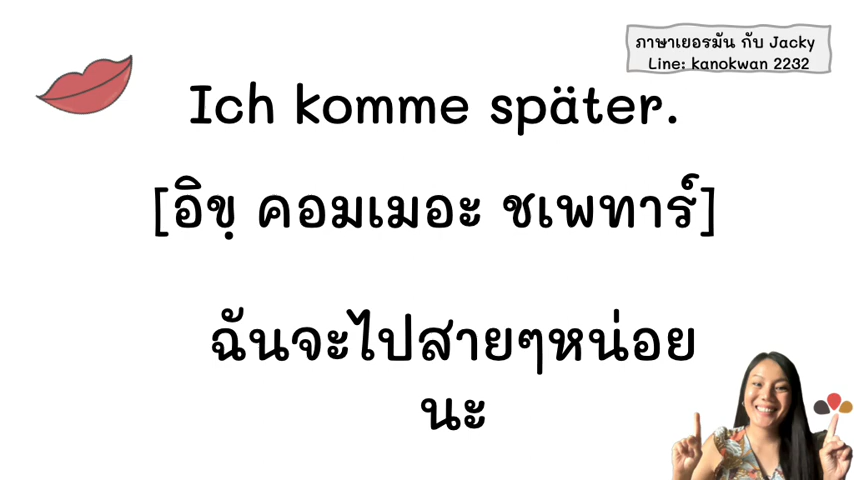 ภาษาเยอรมัน กับ Jacky
Line: kanokwan 2232
Ich komme später.
[อิขฺ คอมเมอะ ชเพทาร์]
ฉันจะไปสายๆหน่อย
นะ